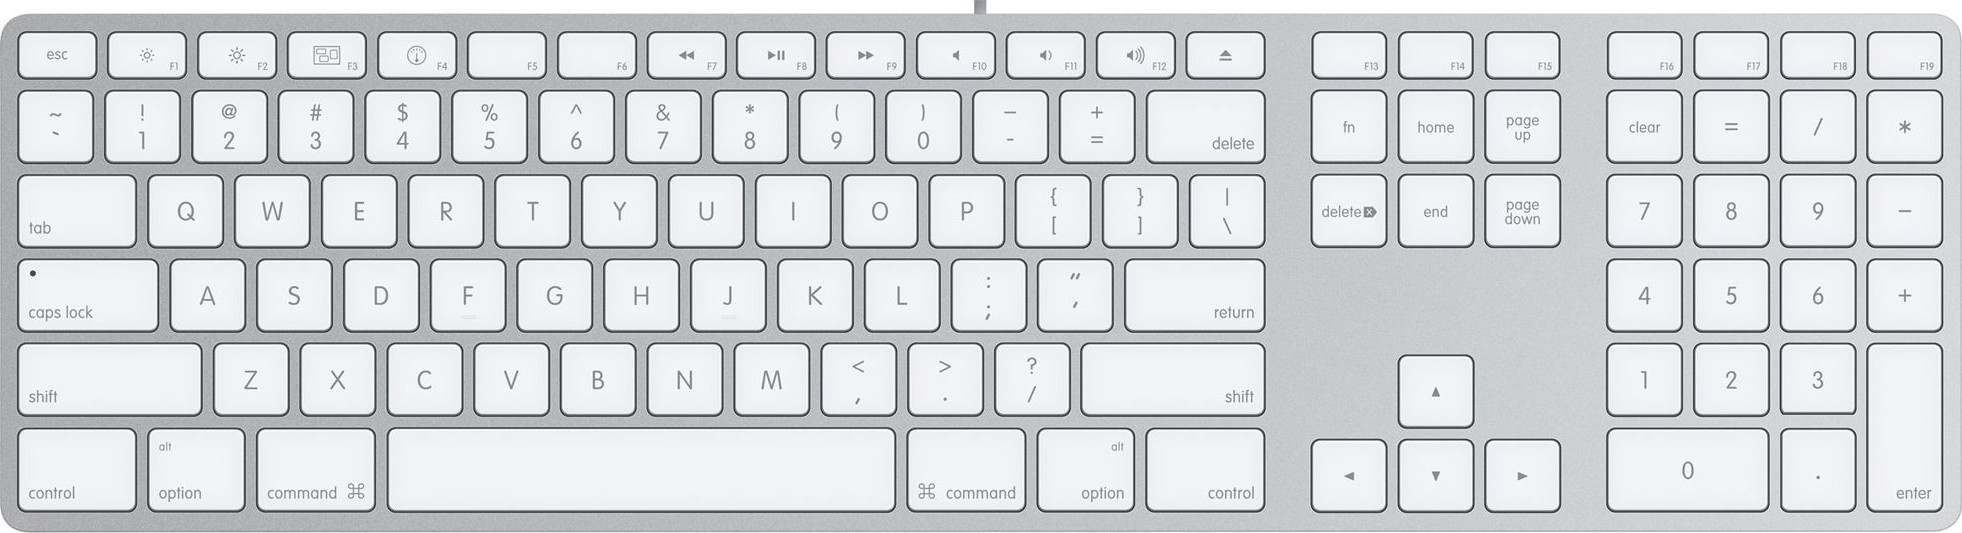 esc F1 F2 F3 F4 F5 F6 F7 F8 F9 F10 F11 F12 F13 F14 F15 F16 F17 F18 F19
~ ! @ # $ % ^ & * ( ) – +
` 1 2 3 4 5 6 7 8 9 0 - = delete fn home page up clear = / *
tab Q W E R T Y U I O P { [ } ] | \ delete end page down 7 8 9 –
caps lock A S D F G H J K L : ; ” ’ return 4 5 6 +
shift Z X C V B N M < , > . ? / shift ▲ 1 2 3
control alt option command ⌘ ⌘ command alt option control ◄ ▼ ► 0 . enter